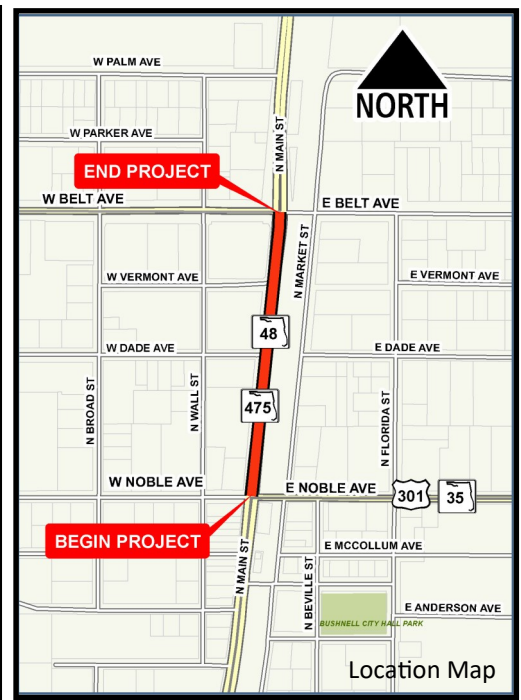 W PALM AVE
NORTH
N MAIN ST
W PARKER AVE
END PROJECT
W BELT AVE
E BELT AVE
N MARKET ST
W VERMONT AVE
E VERMONT AVE
48
W DADE AVE
E DADE AVE
N BROAD ST
N WALL ST
475
N FLORIDA ST
W NOBLE AVE
E NOBLE AVE
301
35
BEGIN PROJECT
E MCCOLLUM AVE
N MAIN ST
N BEVILLE ST
E ANDERSON AVE
BUSHNELL CITY HALL PARK
Location Map